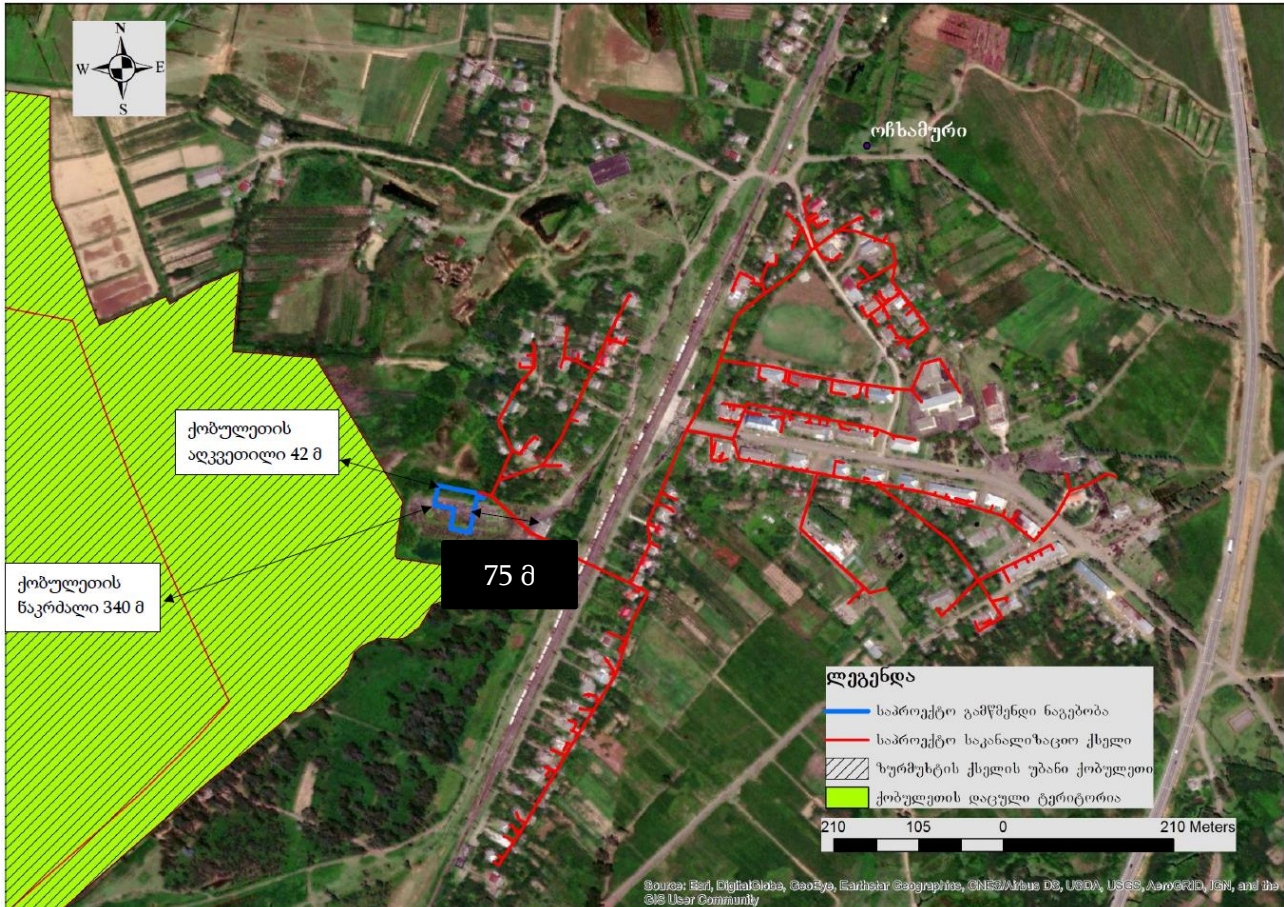 N
W E
S
ოჩხამური
ქობულეთის
აღკვეთილი 42 მ
ქობულეთის
ნაკრძალი 340 მ
75 მ
ლეგენდა
საპროექტო გამწმენდი ნაგებობა
საპროექტო საკანალიზაციო ქსელი
ზურმუხტის ქსელის უბანი ქობულეთი
ქობულეთის დაცული ტერიტორია
210 105 0 210 Meters
Source: Esri, DigitalGlobe, GeoEye, Earthstar Geographics, CNES/Airbus DS, USDA, USGS, AeroGRID, IGN, and the
GIS User Community